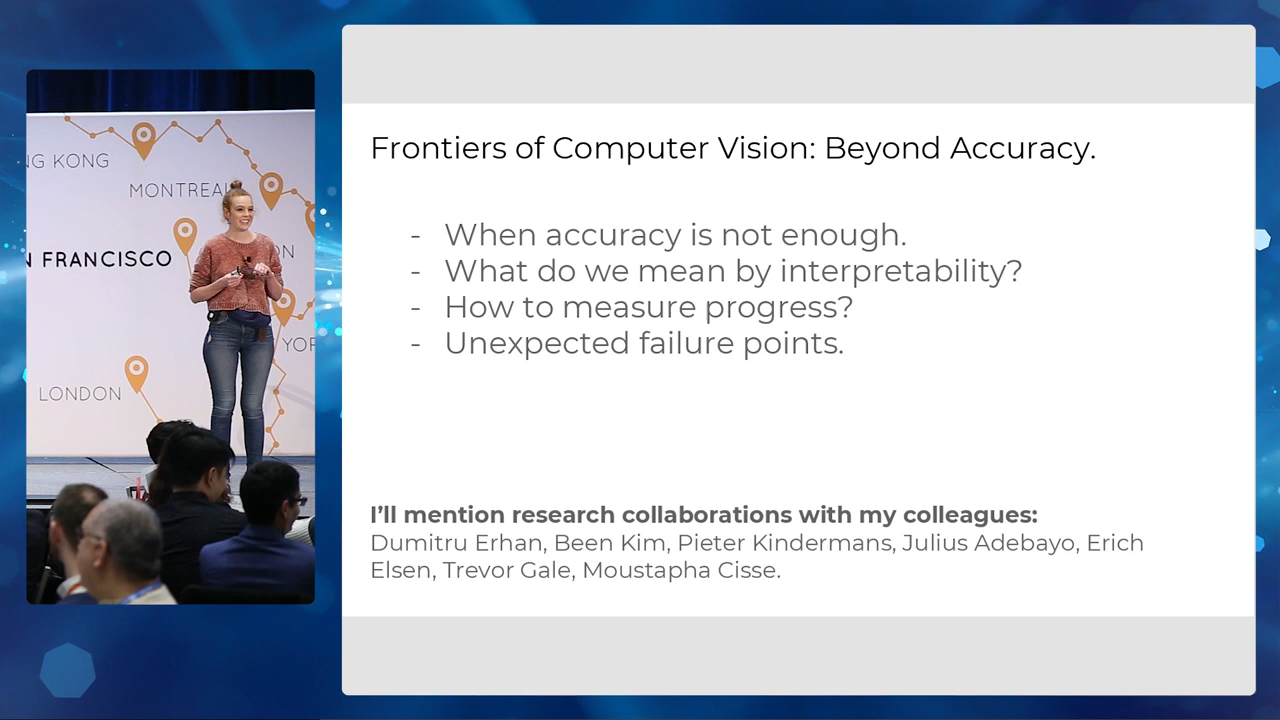 NG KONG
MONTREAL
N FRANCISCO
ON
YOR
LONDON
Frontiers of Computer Vision: Beyond Accuracy.
- When accuracy is not enough.
- What do we mean by interpretability?
- How to measure progress?
- Unexpected failure points.
I’ll mention research collaborations with my colleagues:
Dumitru Erhan, Been Kim, Pieter Kindermans, Julius Adebayo, Erich
Elsen, Trevor Gale, Moustapha Cisse.